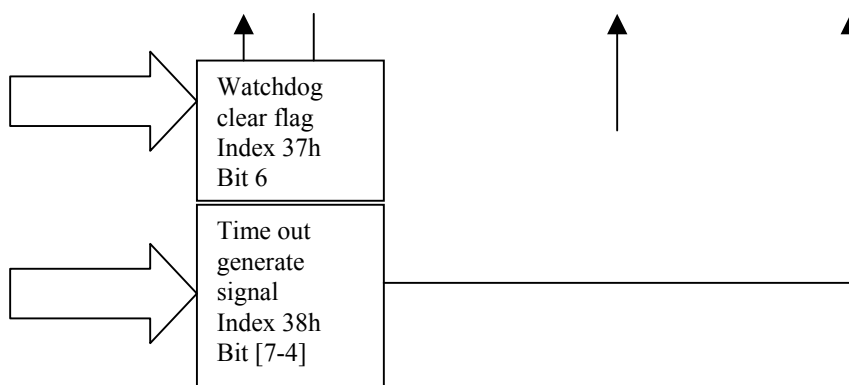 Watchdog
clear flag
Index 37h
Bit 6
Time out
generate
signal
Index 38h
Bit [7-4]